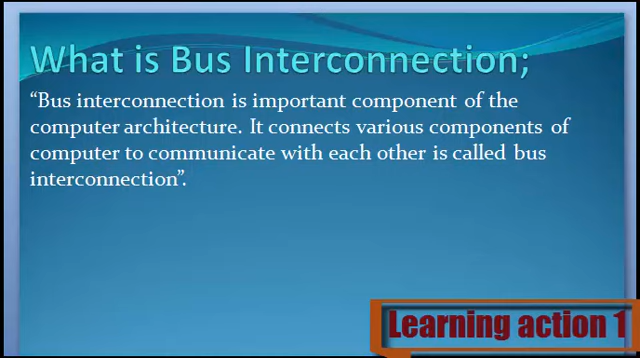 What is Bus Interconnection;
“Bus interconnection is important component of the
computer architecture. It connects various components of
computer to communicate with each other is called bus
interconnection”.
Learning action 1